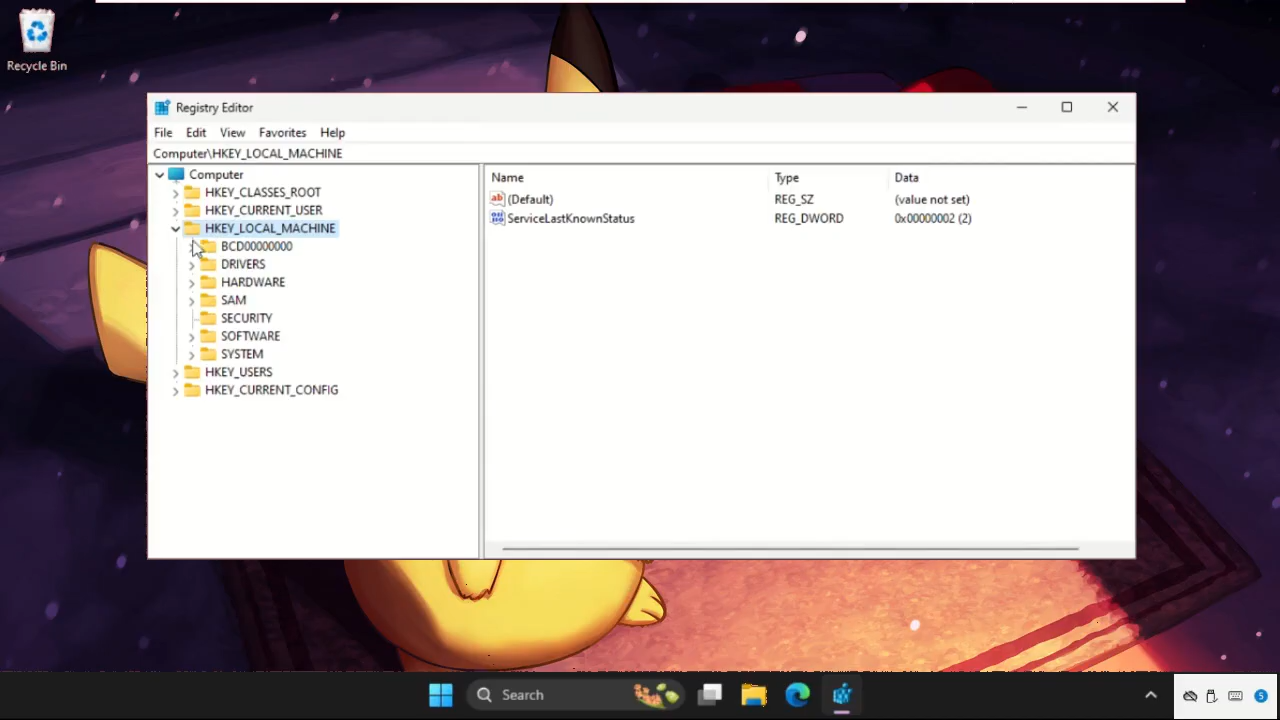 Recycle Bin
Registry Editor
File Edit View Favorites Help
Computer\HKEY_LOCAL_MACHINE
Computer
HKEY_CLASSES_ROOT
HKEY_CURRENT_USER
HKEY_LOCAL_MACHINE
BCD00000000
DRIVERS
HARDWARE
SAM
SECURITY
SOFTWARE
SYSTEM
HKEY_USERS
HKEY_CURRENT_CONFIG
Name Type Data
(Default) REG_SZ (value not set)
ServiceLastKnownStatus REG_DWORD 0x00000002 (2)
Search
5